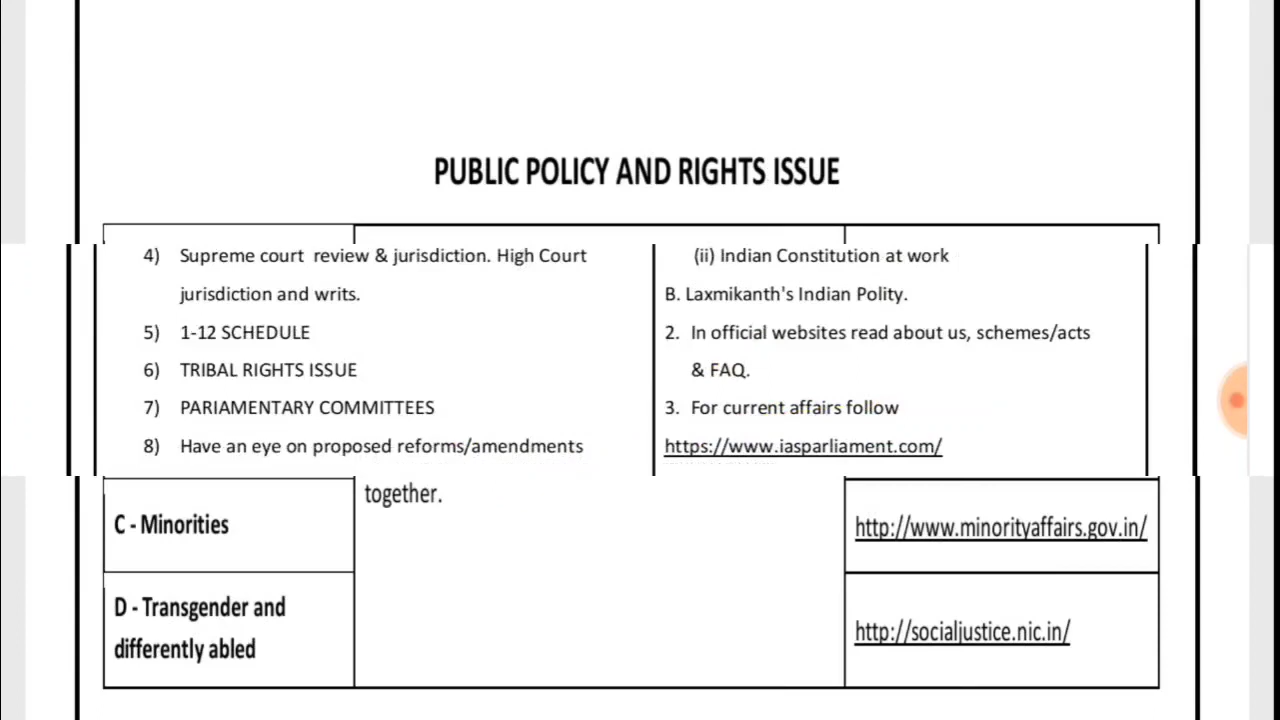 PUBLIC POLICY AND RIGHTS ISSUE
4) Supreme court review & jurisdiction. High Court
jurisdiction and writs.
5) 1-12 SCHEDULE
6) TRIBAL RIGHTS ISSUE
7) PARIAMENTARY COMMITTEES
8) Have an eye on proposed reforms/amendments
(ii) Indian Constitution at work
B. Laxmikanth's Indian Polity.
2. In official websites read about us, schemes/acts
& FAQ.
3. For current affairs follow
https://www.iasparliament.com/
together.
C - Minorities
http://www.minorityaffairs.gov.in/
D - Transgender and
differently abled
http://socialjustice.nic.in/